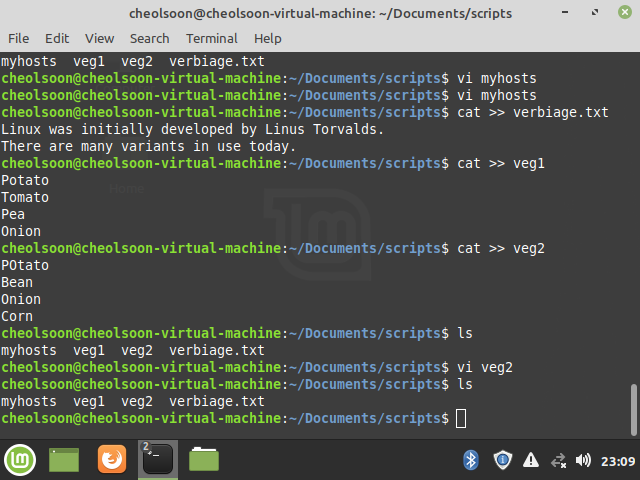 cheolsoon@cheolsoon-virtual-machine: ~/Documents/scripts
File Edit View Search Terminal Help
myhosts veg1 veg2 verbiage.txt
cheolsoon@cheolsoon-virtual-machine:~/Documents/scripts$ vi myhosts
cheolsoon@cheolsoon-virtual-machine:~/Documents/scripts$ vi myhosts
cheolsoon@cheolsoon-virtual-machine:~/Documents/scripts$ cat >> verbiage.txt
Linux was initially developed by Linus Torvalds.
There are many variants in use today.
cheolsoon@cheolsoon-virtual-machine:~/Documents/scripts$ cat >> veg1
Potato
Tomato
Pea
Onion
cheolsoon@cheolsoon-virtual-machine:~/Documents/scripts$ cat >> veg2
POtato
Bean
Onion
Corn
cheolsoon@cheolsoon-virtual-machine:~/Documents/scripts$ ls
myhosts veg1 veg2 verbiage.txt
cheolsoon@cheolsoon-virtual-machine:~/Documents/scripts$ vi veg2
cheolsoon@cheolsoon-virtual-machine:~/Documents/scripts$ ls
myhosts veg1 veg2 verbiage.txt
cheolsoon@cheolsoon-virtual-machine:~/Documents/scripts$
Home
2
23:09